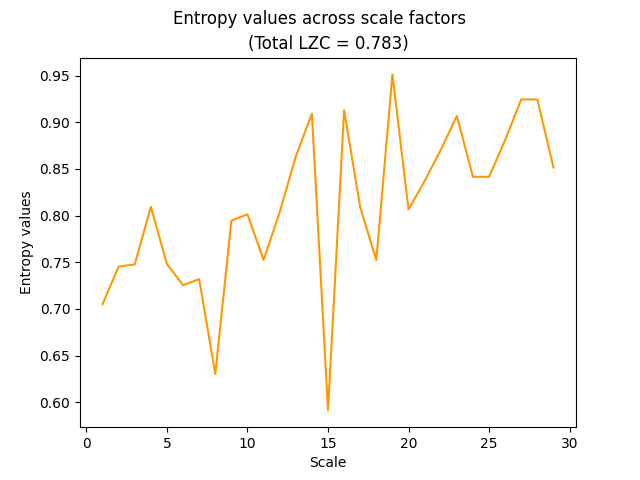 Entropy values across scale factors
(Total LZC = 0.783)
0.95
0.90
0.85
0.80
0.75
0.70
0.65
0.60
Entropy values
0 5 10 15 20 25 30
Scale